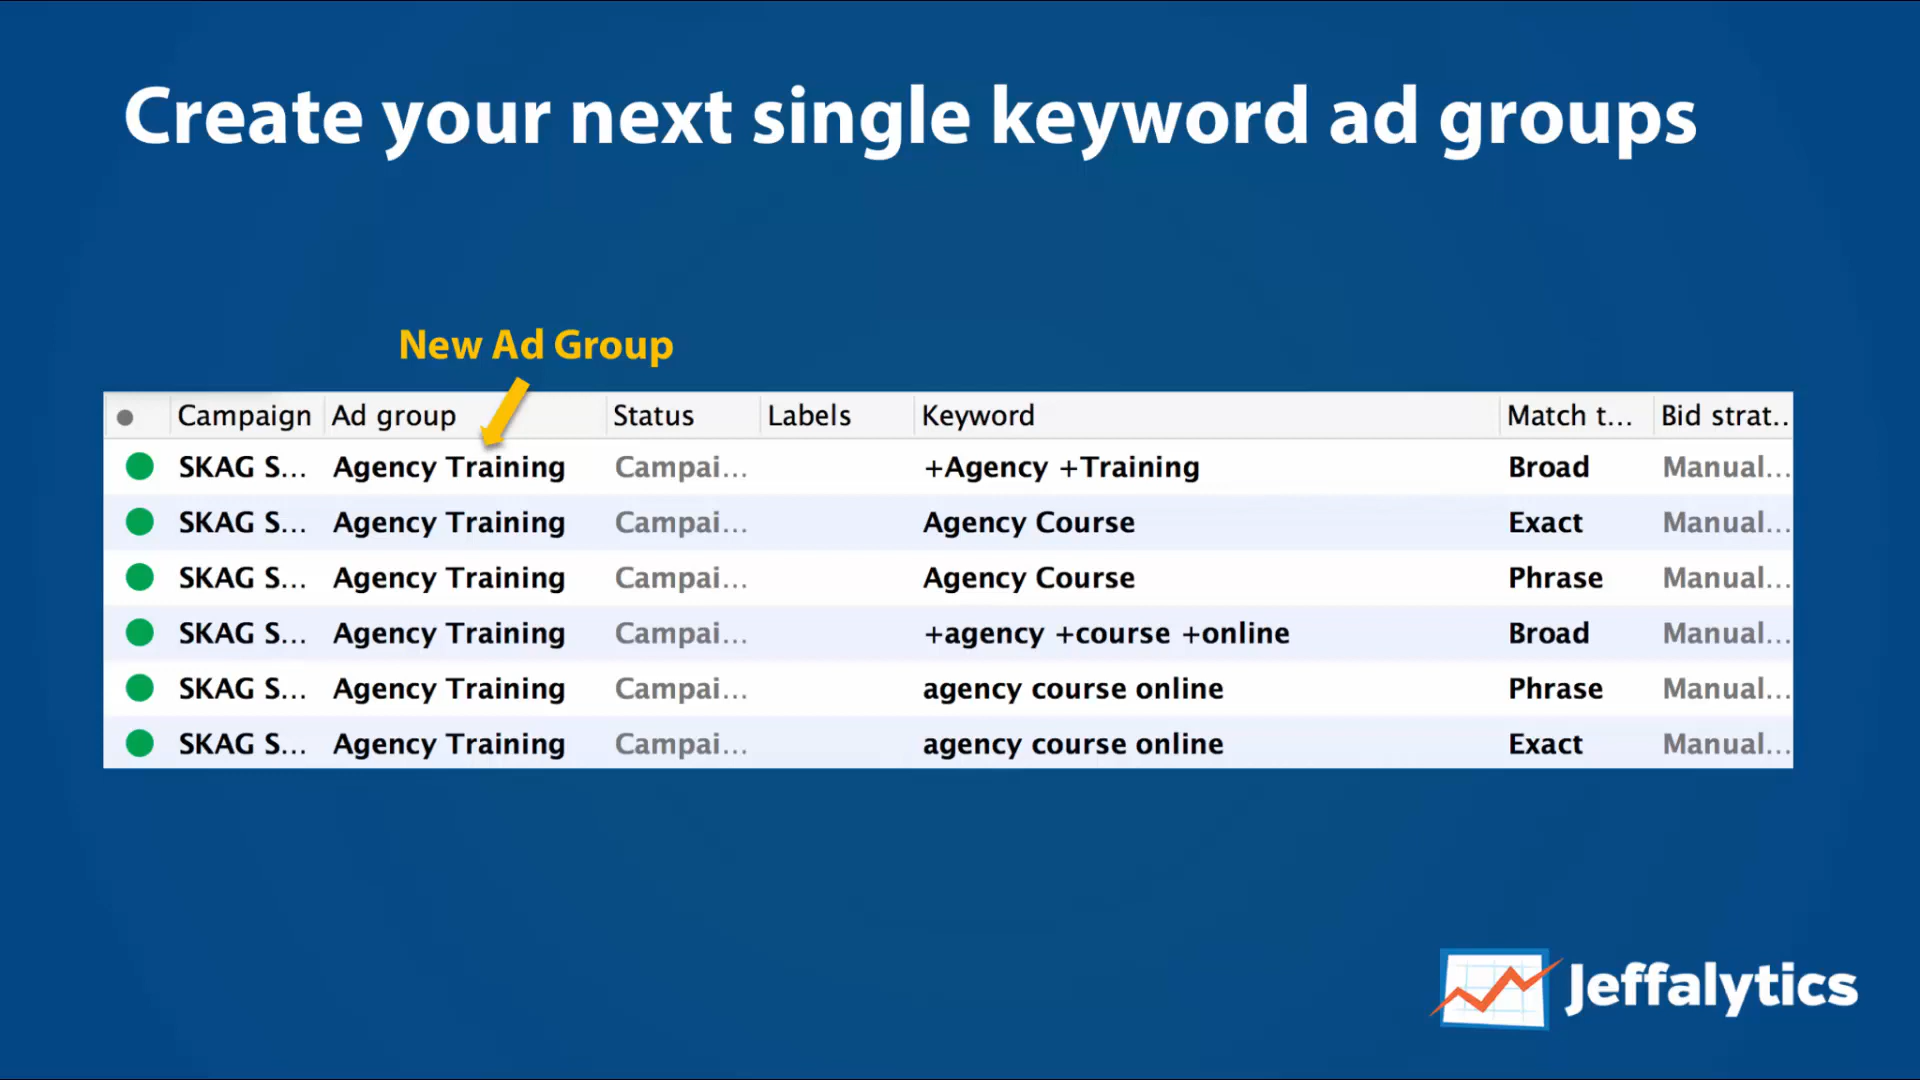 Create your next single keyword ad groups
New Ad Group
Campaign Ad group Status Labels Keyword Match t... Bid strat..
SKAG S... Agency Training Campai... +Agency +Training Broad Manual...
SKAG S... Agency Training Campai... Agency Course Exact Manual...
SKAG S... Agency Training Campai... Agency Course Phrase Manual...
SKAG S... Agency Training Campai... +agency +course +online Broad Manual...
SKAG S... Agency Training Campai... agency course online Phrase Manual...
SKAG S... Agency Training Campai... agency course online Exact Manual...
Jeffalytics